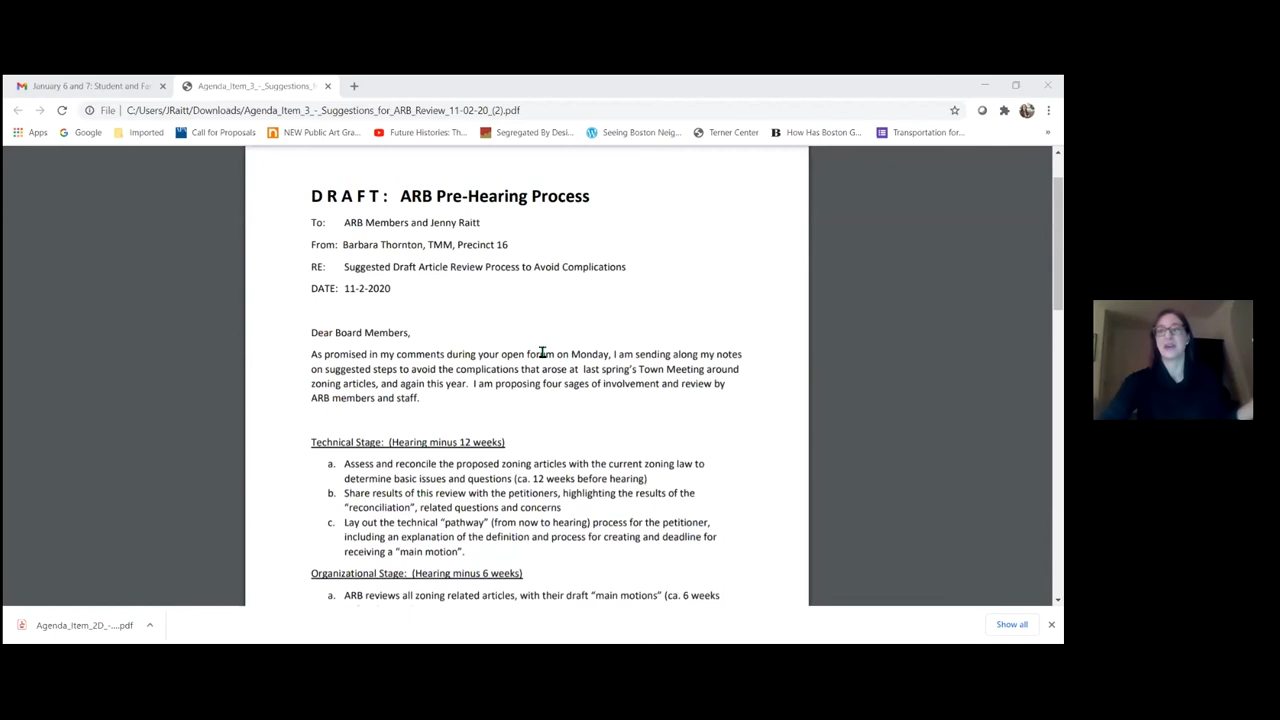 January 6 and 7: Student and Fa
Agenda_Item_3_-_Suggestions_
File
C:/Users/JRaitt/Downloads/Agenda_Item_3_-_Suggestions_for_ARB_Review_11-02-20_(2).pdf
Apps
Google
Imported
Call for Proposals
NEW Public Art Gra...
Future Histories: Th...
Segregated By Desi...
Seeing Boston Neig...
Terner Center
How Has Boston G...
Transportation for...
»
D R A F T : ARB Pre-Hearing Process
To: ARB Members and Jenny Raitt
From: Barbara Thornton, TMM, Precinct 16
RE: Suggested Draft Article Review Process to Avoid Complications
DATE: 11-2-2020
Dear Board Members,
As promised in my comments during your open forum on Monday, I am sending along my notes
on suggested steps to avoid the complications that arose at last spring's Town Meeting around
zoning articles, and again this year. I am proposing four sages of involvement and review by
ARB members and staff.
Technical Stage: (Hearing minus 12 weeks)
a. Assess and reconcile the proposed zoning articles with the current zoning law to
determine basic issues and questions (ca. 12 weeks before hearing)
b. Share results of this review with the petitioners, highlighting the results of the
"reconciliation", related questions and concerns
c. Lay out the technical "pathway" (from now to hearing) process for the petitioner,
including an explanation of the definition and process for creating and deadline for
receiving a "main motion".
Organizational Stage: (Hearing minus 6 weeks)
a. ARB reviews all zoning related articles, with their draft "main motions" (ca. 6 weeks
Agenda_Item_2D_-....pdf
Show all